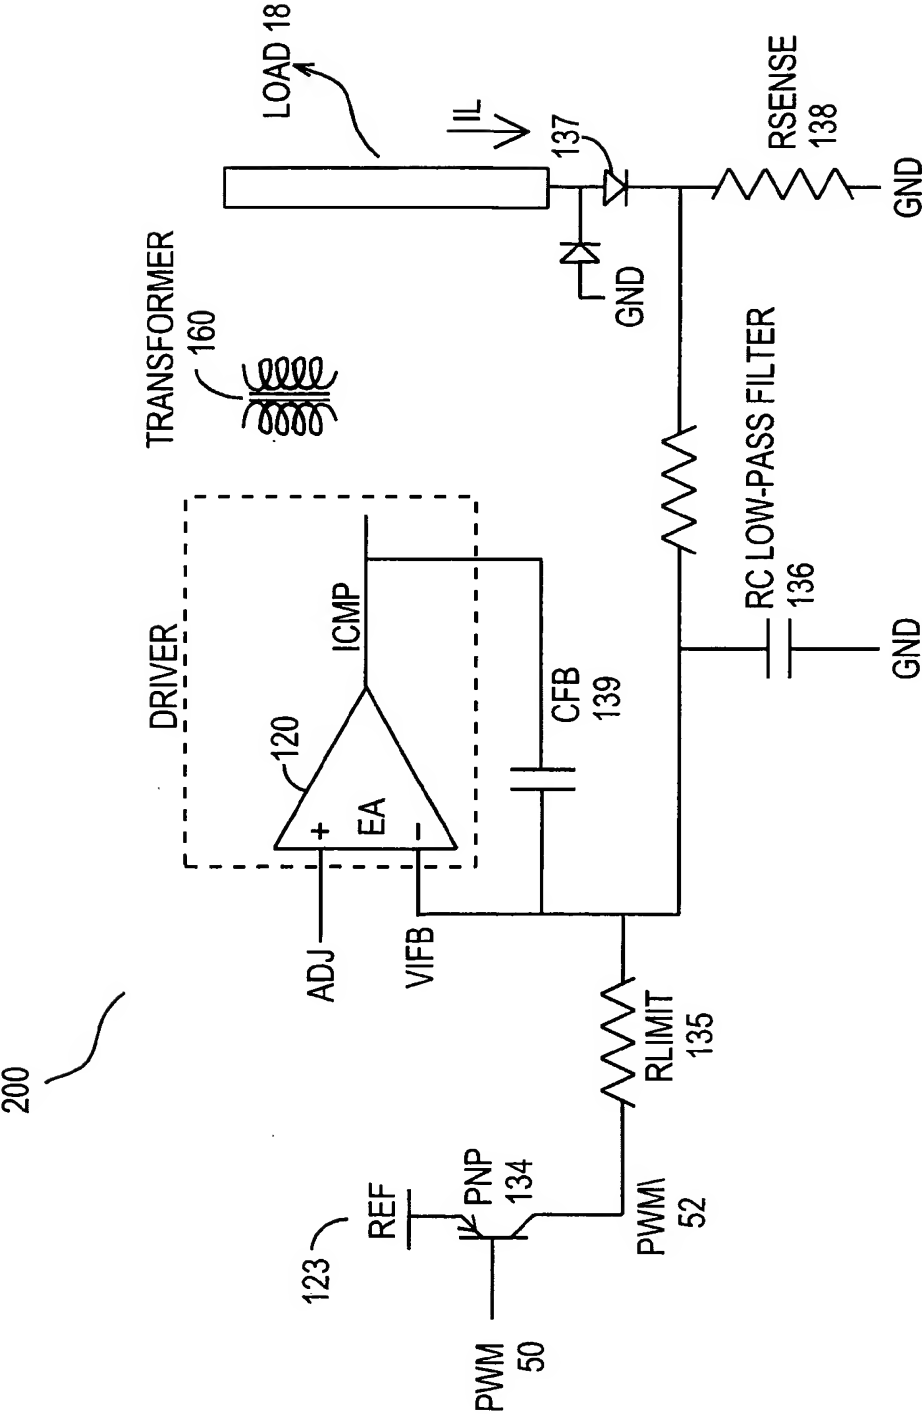 200
DRIVER
TRANSFORMER
160
LOAD 18
120
ADJ
+
EA
ICMP
IL
VIFB
−
137
GND
123
REF
CFB
139
PWM
50
PNP
134
PWM\
52
RLIMIT
135
RC LOW-PASS FILTER
136
RSENSE
138
GND
GND